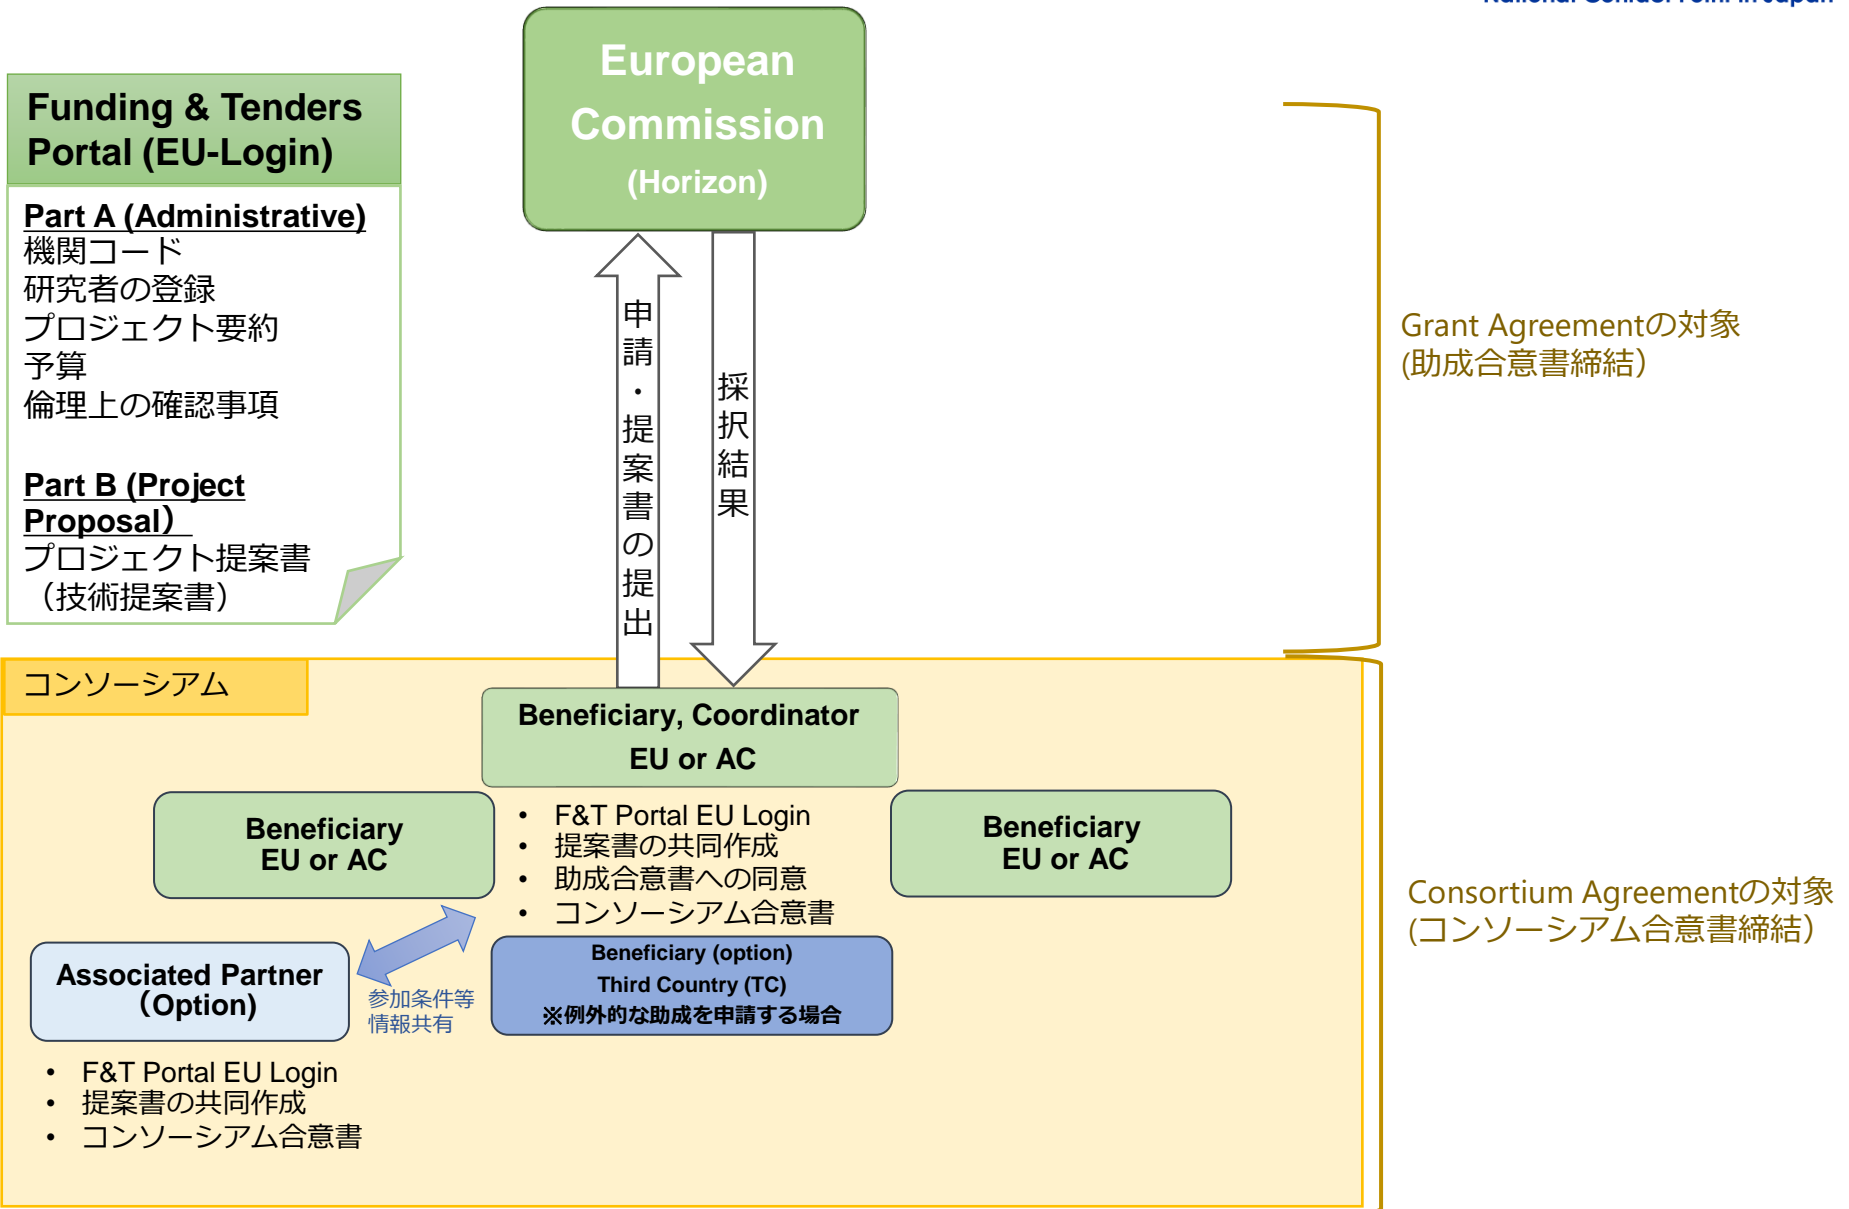 National Contact Point in Japan
European
Commission
(Horizon)
Funding & Tenders
Portal (EU-Login)
Part A (Administrative)
機関コード
研究者の登録
プロジェクト要約
予算
倫理上の確認事項
Part B (Project
Proposal）
プロジェクト提案書
（技術提案書）
申請・提案書の提出
採択結果
Grant Agreementの対象
(助成合意書締結）
コンソーシアム
Beneficiary, Coordinator
EU or AC
Beneficiary
EU or AC
• F&T Portal EU Login
• 提案書の共同作成
• 助成合意書への同意
• コンソーシアム合意書
Beneficiary
EU or AC
Associated Partner
（Option)
参加条件等
情報共有
Beneficiary (option)
Third Country (TC)
※例外的な助成を申請する場合
• F&T Portal EU Login
• 提案書の共同作成
• コンソーシアム合意書
Consortium Agreementの対象
(コンソーシアム合意書締結）